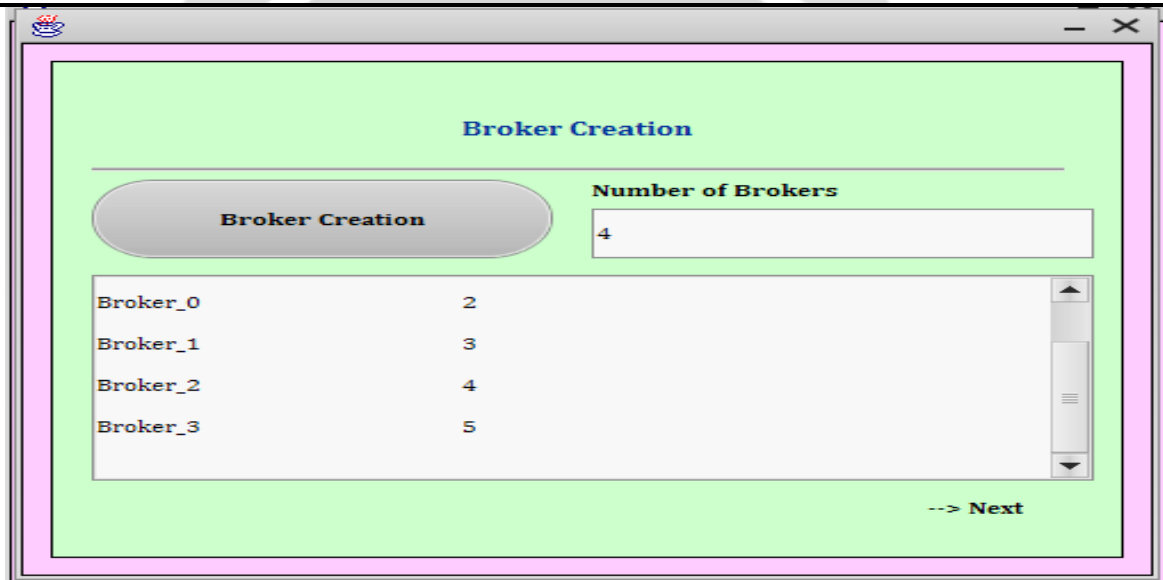 Broker Creation
Broker Creation
Number of Brokers
4
Broker_0 2
Broker_1 3
Broker_2 4
Broker_3 5
--> Next